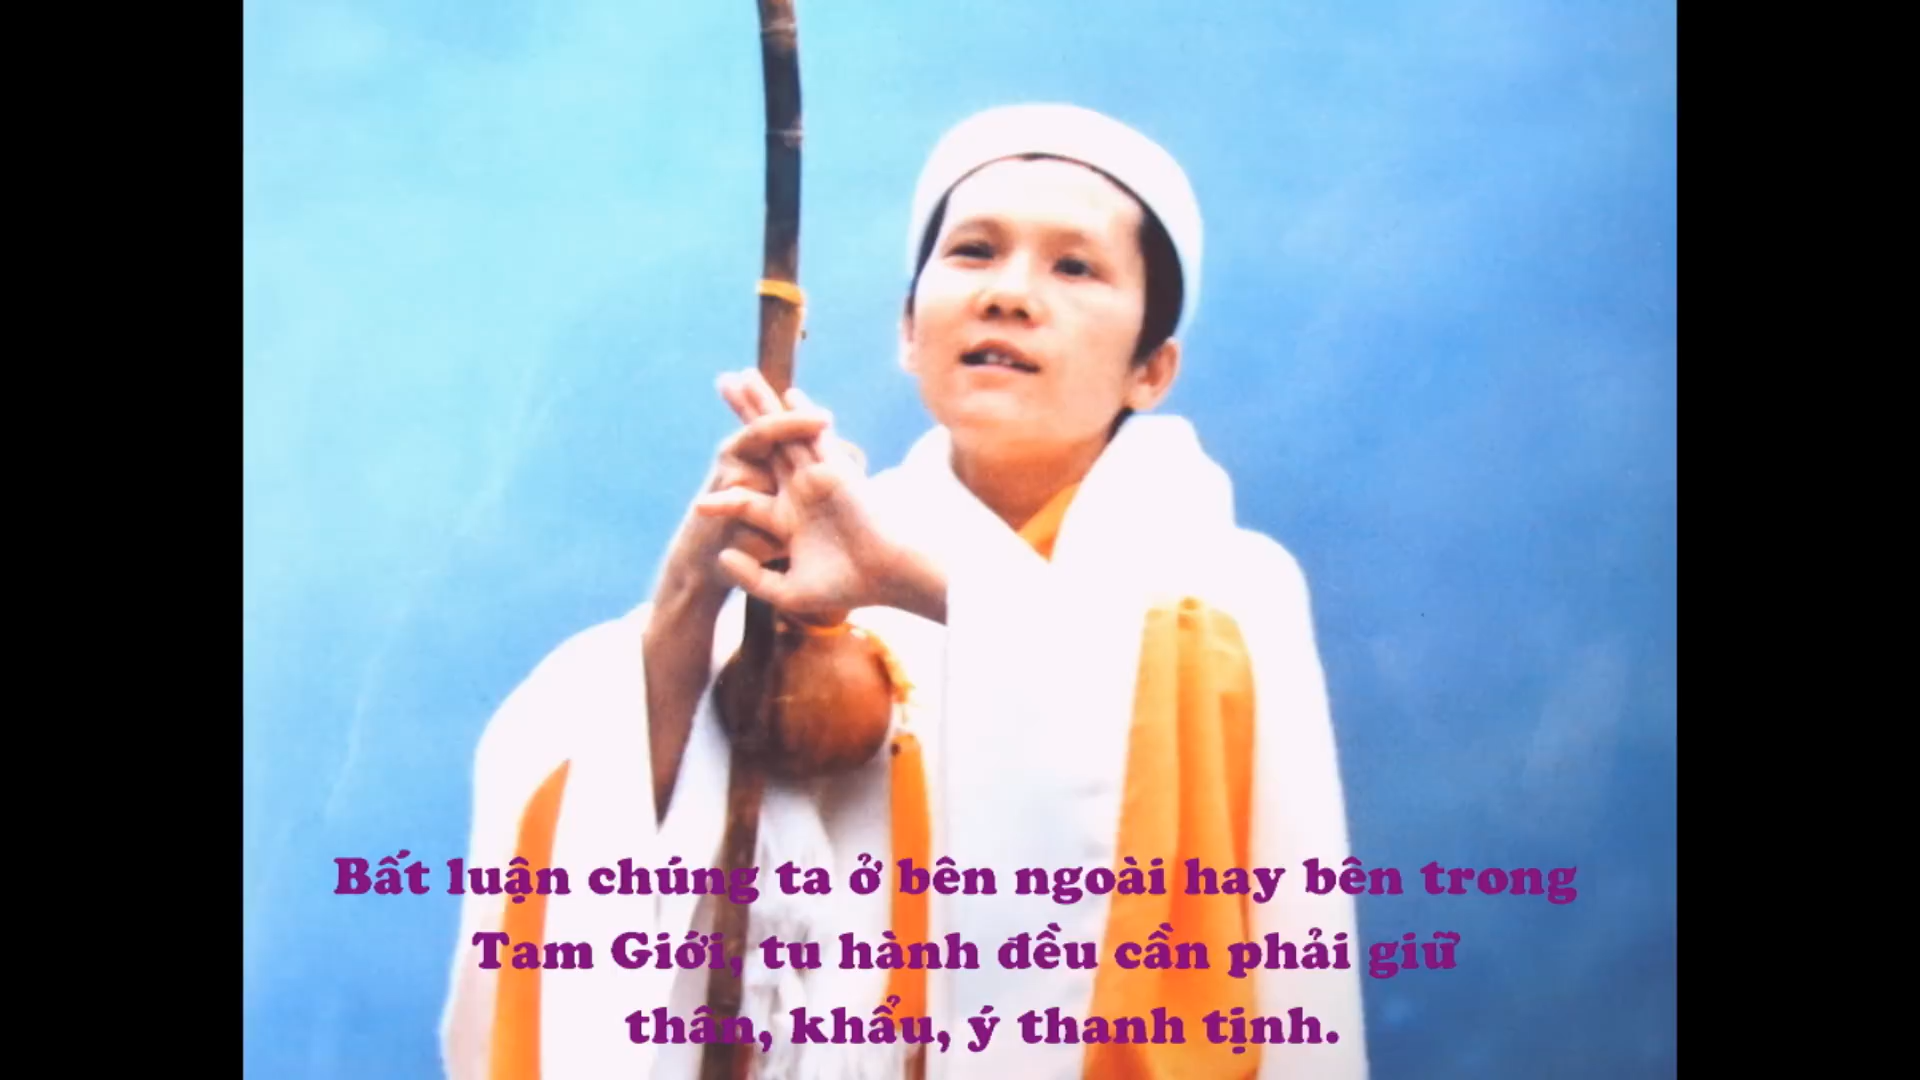 Bất luận chúng ta ở bên ngoài hay bên trong
Tam Giới, tu hành đều cần phải giữ
thân, khẩu, ý thanh tịnh.